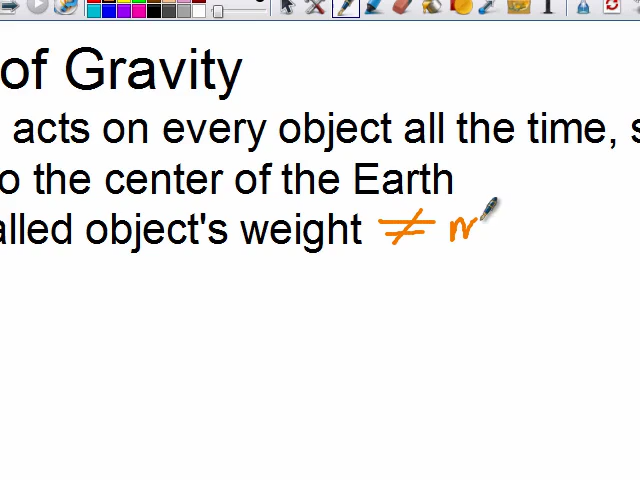 of Gravity
acts on every object all the time, s
o the center of the Earth
alled object's weight ≠